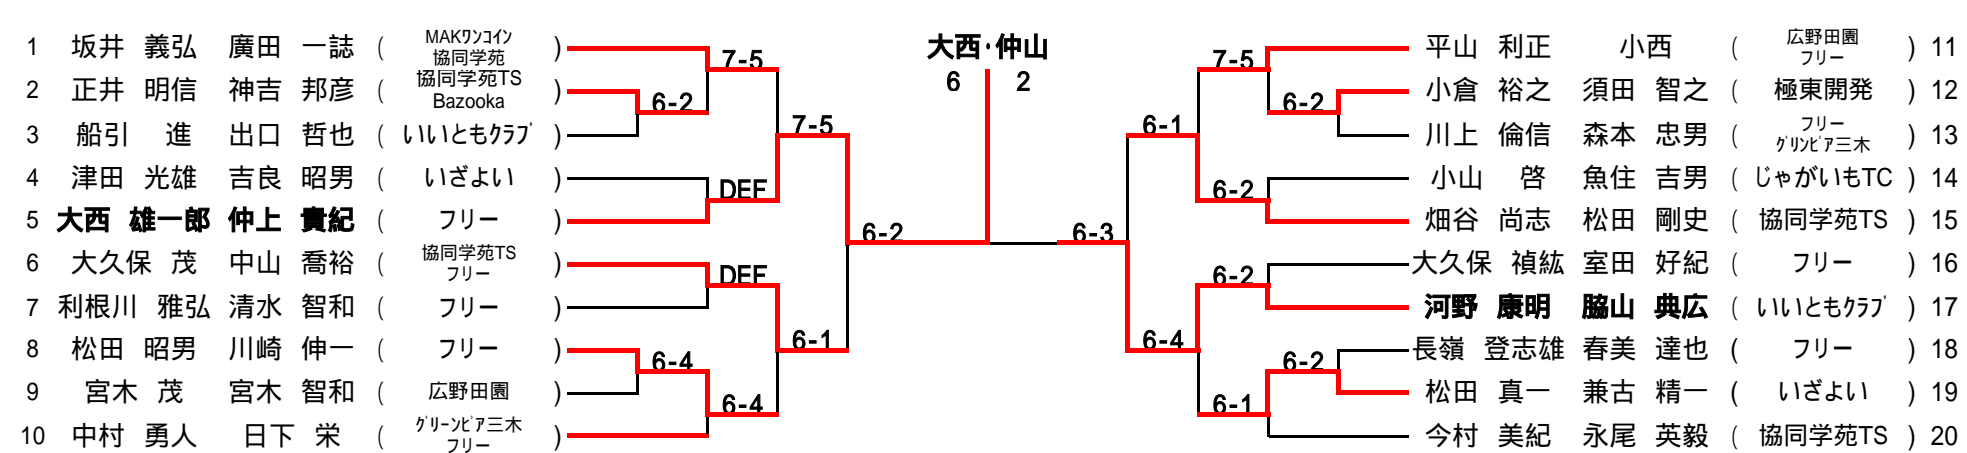 大西・仲山
6 2
1 坂井 義弘 廣田 一誌 ( MAKワンコイン 協同学苑 )
2 正井 明信 神吉 邦彦 ( 協同学苑TS Bazooka )
3 船引 進 出口 哲也 ( いいともクラブ )
4 津田 光雄 吉良 昭男 ( いざよい )
5 大西 雄一郎 仲上 貴紀 ( フリー )
6 大久保 茂 中山 喬裕 ( 協同学苑TS フリー )
7 利根川 雅弘 清水 智和 ( フリー )
8 松田 昭男 川崎 伸一 ( フリー )
9 宮木 茂 宮木 智和 ( 広野田園 )
10 中村 勇人 日下 栄 ( グリーンピア三木 フリー )
7-5
6-2
7-5
DEF
6-2
DEF
6-1
6-4
6-4
7-5
6-2
6-1
6-2
6-3
6-2
6-4
6-2
6-1
平山 利正 小西 ( 広野田園 フリー ) 11
小倉 裕之 須田 智之 ( 極東開発 ) 12
川上 倫信 森本 忠男 ( フリー グリンピア三木 ) 13
小山 啓 魚住 吉男 ( じゃがいもTC ) 14
畑谷 尚志 松田 剛史 ( 協同学苑TS ) 15
大久保 禎紘 室田 好紀 ( フリー ) 16
河野 康明 脇山 典広 ( いいともクラブ ) 17
長嶺 登志雄 春美 達也 ( フリー ) 18
松田 真一 兼古 精一 ( いざよい ) 19
今村 美紀 永尾 英毅 ( 協同学苑TS ) 20